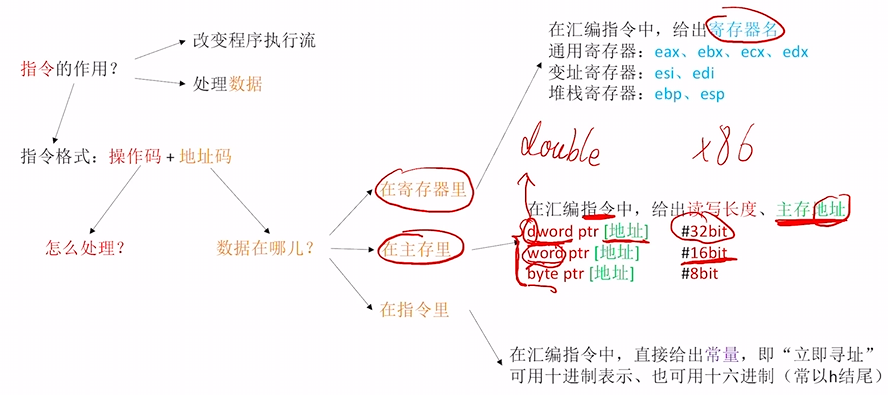 改变程序执行流
指令的作用？
处理数据
指令格式：操作码 + 地址码
怎么处理？
数据在哪儿？
在寄存器里
在主存里
在指令里
在汇编指令中，给出寄存器名
通用寄存器：eax、ebx、ecx、edx
变址寄存器：esi、edi
堆栈寄存器：ebp、esp
double x86
在汇编指令中，给出读写长度、主存地址
dword ptr [地址] #32bit
word ptr [地址] #16bit
byte ptr [地址] #8bit
在汇编指令中，直接给出常量，即“立即寻址”
可用十进制表示、也可用十六进制（常以h结尾）